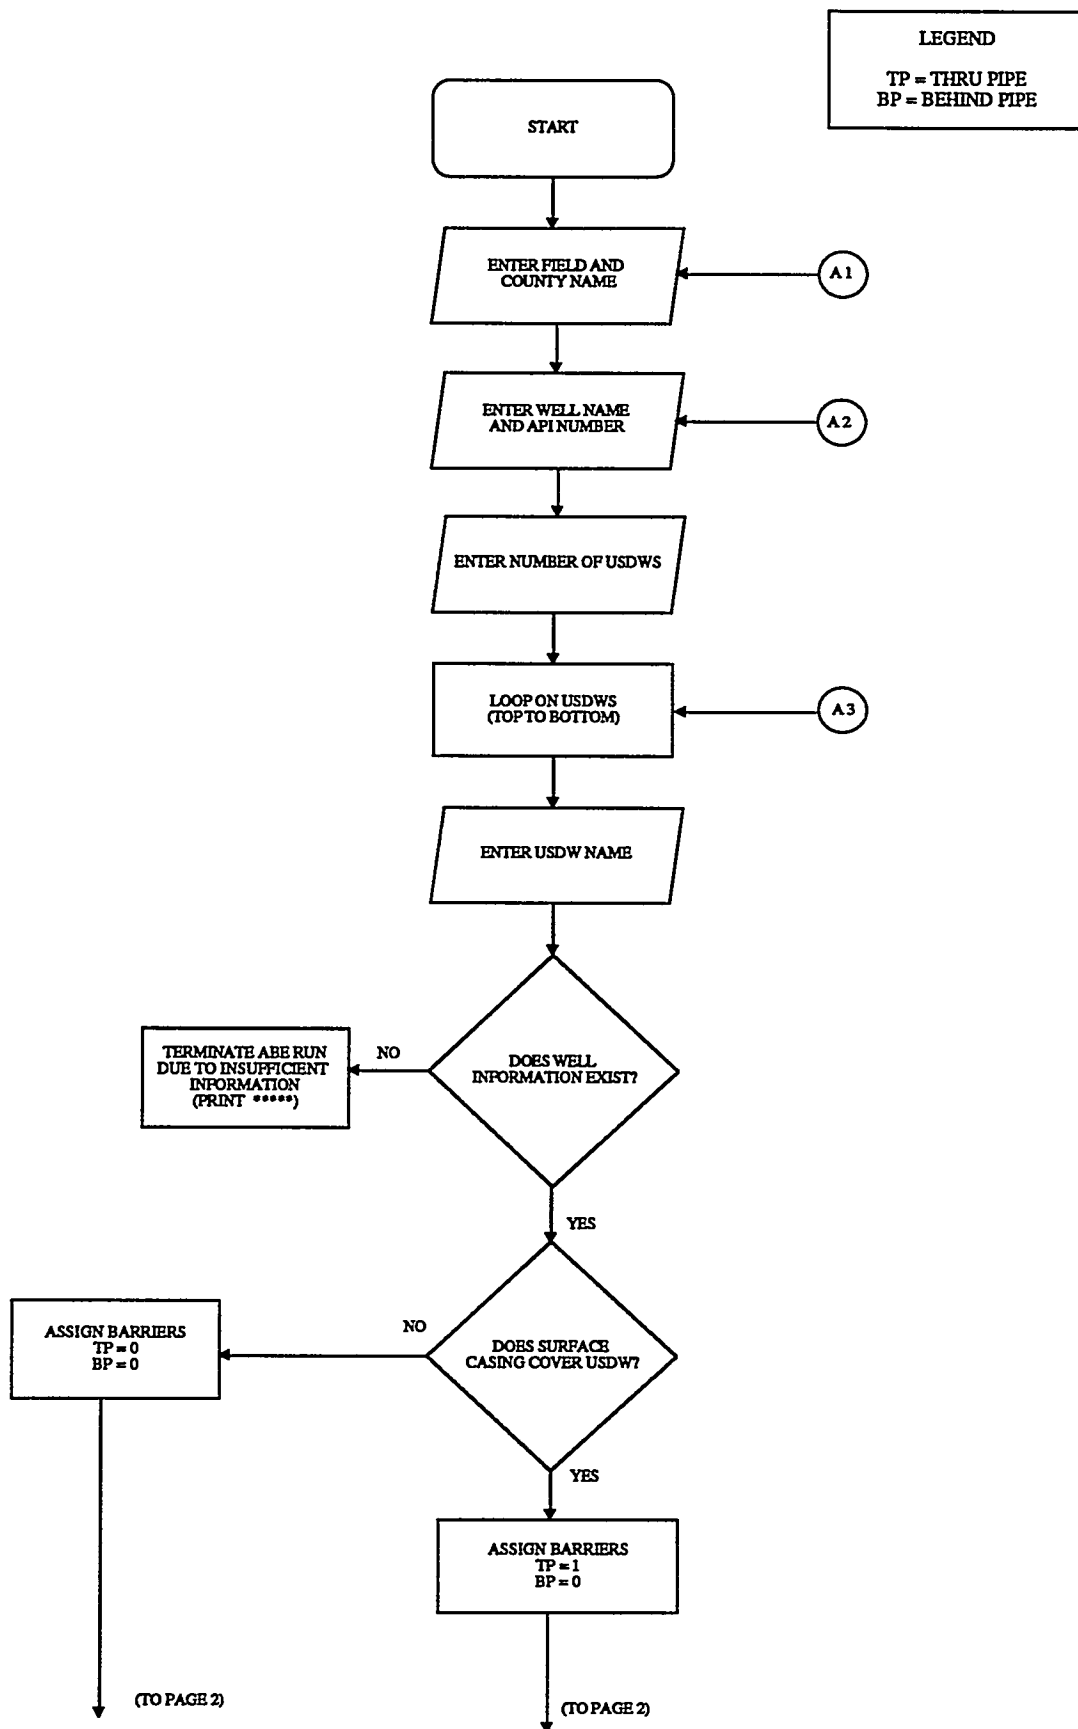 LEGEND
TP = THRU PIPE
BP = BEHIND PIPE
START
ENTER FIELD AND
COUNTY NAME
A1
ENTER WELL NAME
AND API NUMBER
A2
ENTER NUMBER OF USDWS
LOOP ON USDWS
(TOP TO BOTTOM)
A3
ENTER USDW NAME
DOES WELL
INFORMATION EXIST?
NO
TERMINATE ABE RUN
DUE TO INSUFFICIENT
INFORMATION
(PRINT *****)
YES
DOES SURFACE
CASING COVER USDW?
NO
ASSIGN BARRIERS
TP = 0
BP = 0
YES
ASSIGN BARRIERS
TP = 1
BP = 0
(TO PAGE 2)
(TO PAGE 2)